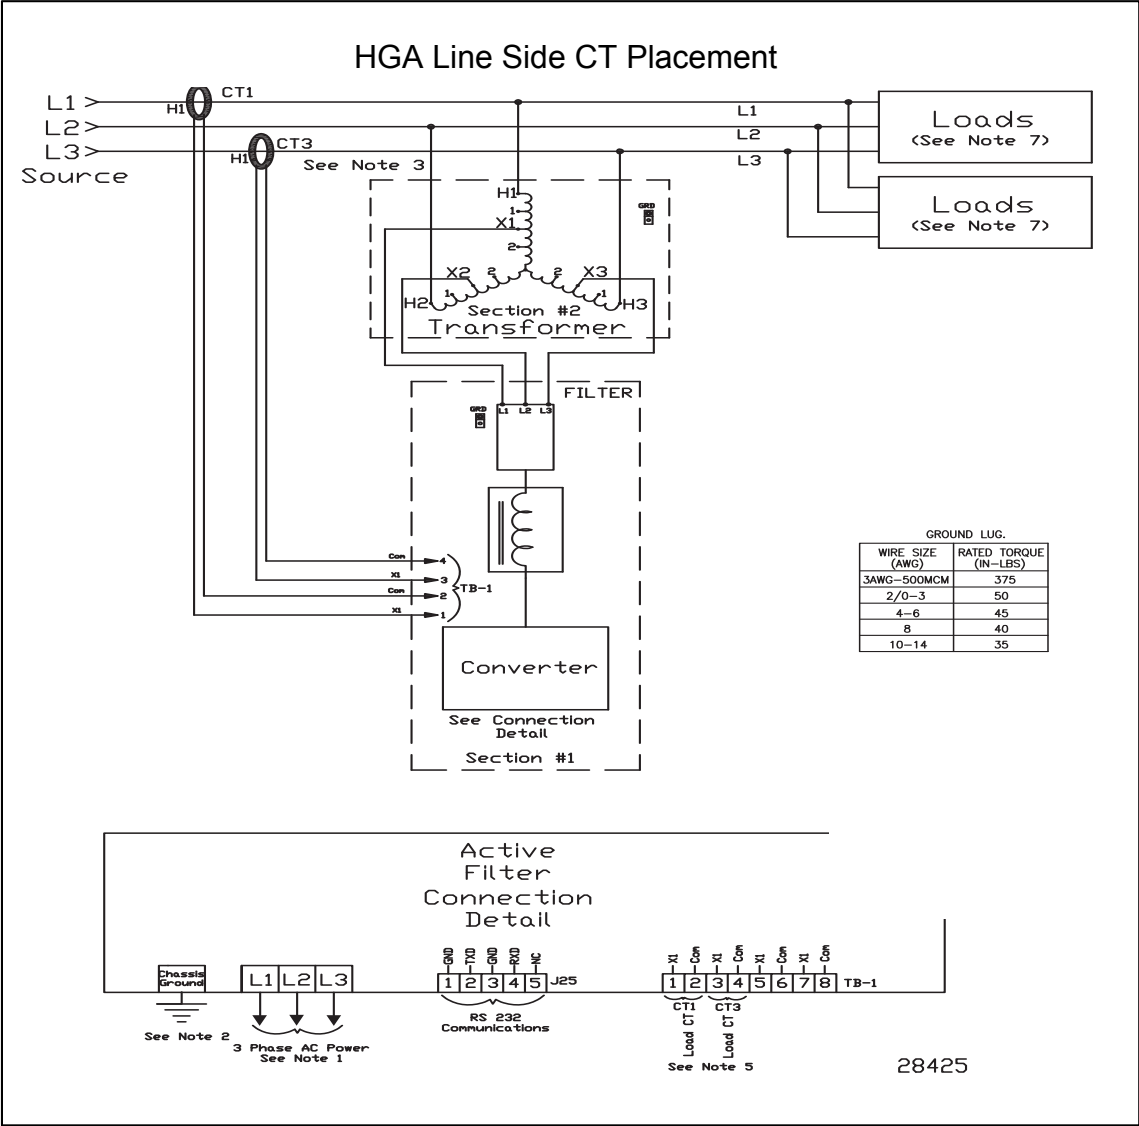 HGA Line Side CT Placement
L1
H1
CT1
L2
L3
H1
CT3
Source
See Note 3
L1
L2
L3
Loads
(See Note 7)
Loads
(See Note 7)
H1
1
X1
2
GRD
X2
2
2
X3
H2
1
1
H3
Section #2
Transformer
FILTER
GRD
L1 L2 L3
Com
4
X1
3
TB-1
Com
2
X1
1
Converter
See Connection
Detail
Section #1
GROUND LUG.
WIRE SIZE (AWG) RATED TORQUE (IN-LBS)
3AWG-500MCM 375
2/0-3 50
4-6 45
8 40
10-14 35
Active
Filter
Connection
Detail
Chassis
Ground
See Note 2
L1 L2 L3
3 Phase AC Power
See Note 1
GND TXD GND RXD NC
1 2 3 4 5 J25
RS 232
Communications
X1 Com X1 Com X1 Com X1 Com
1 2 3 4 5 6 7 8 TB-1
CT1 CT3
Load CT Load CT
See Note 5
28425